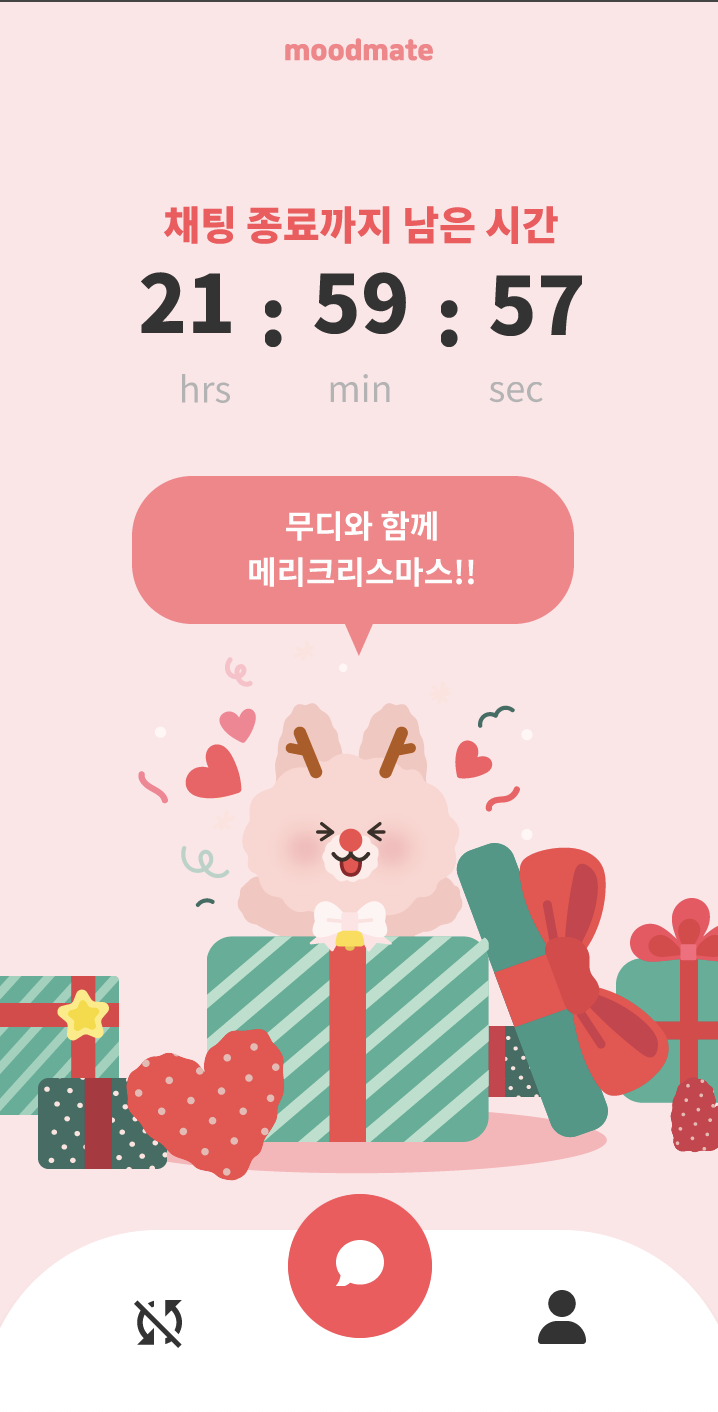 moodmate
채팅 종료까지 남은 시간
21 : 59 : 57
hrs min sec
무디와 함께
메리크리스마스!!